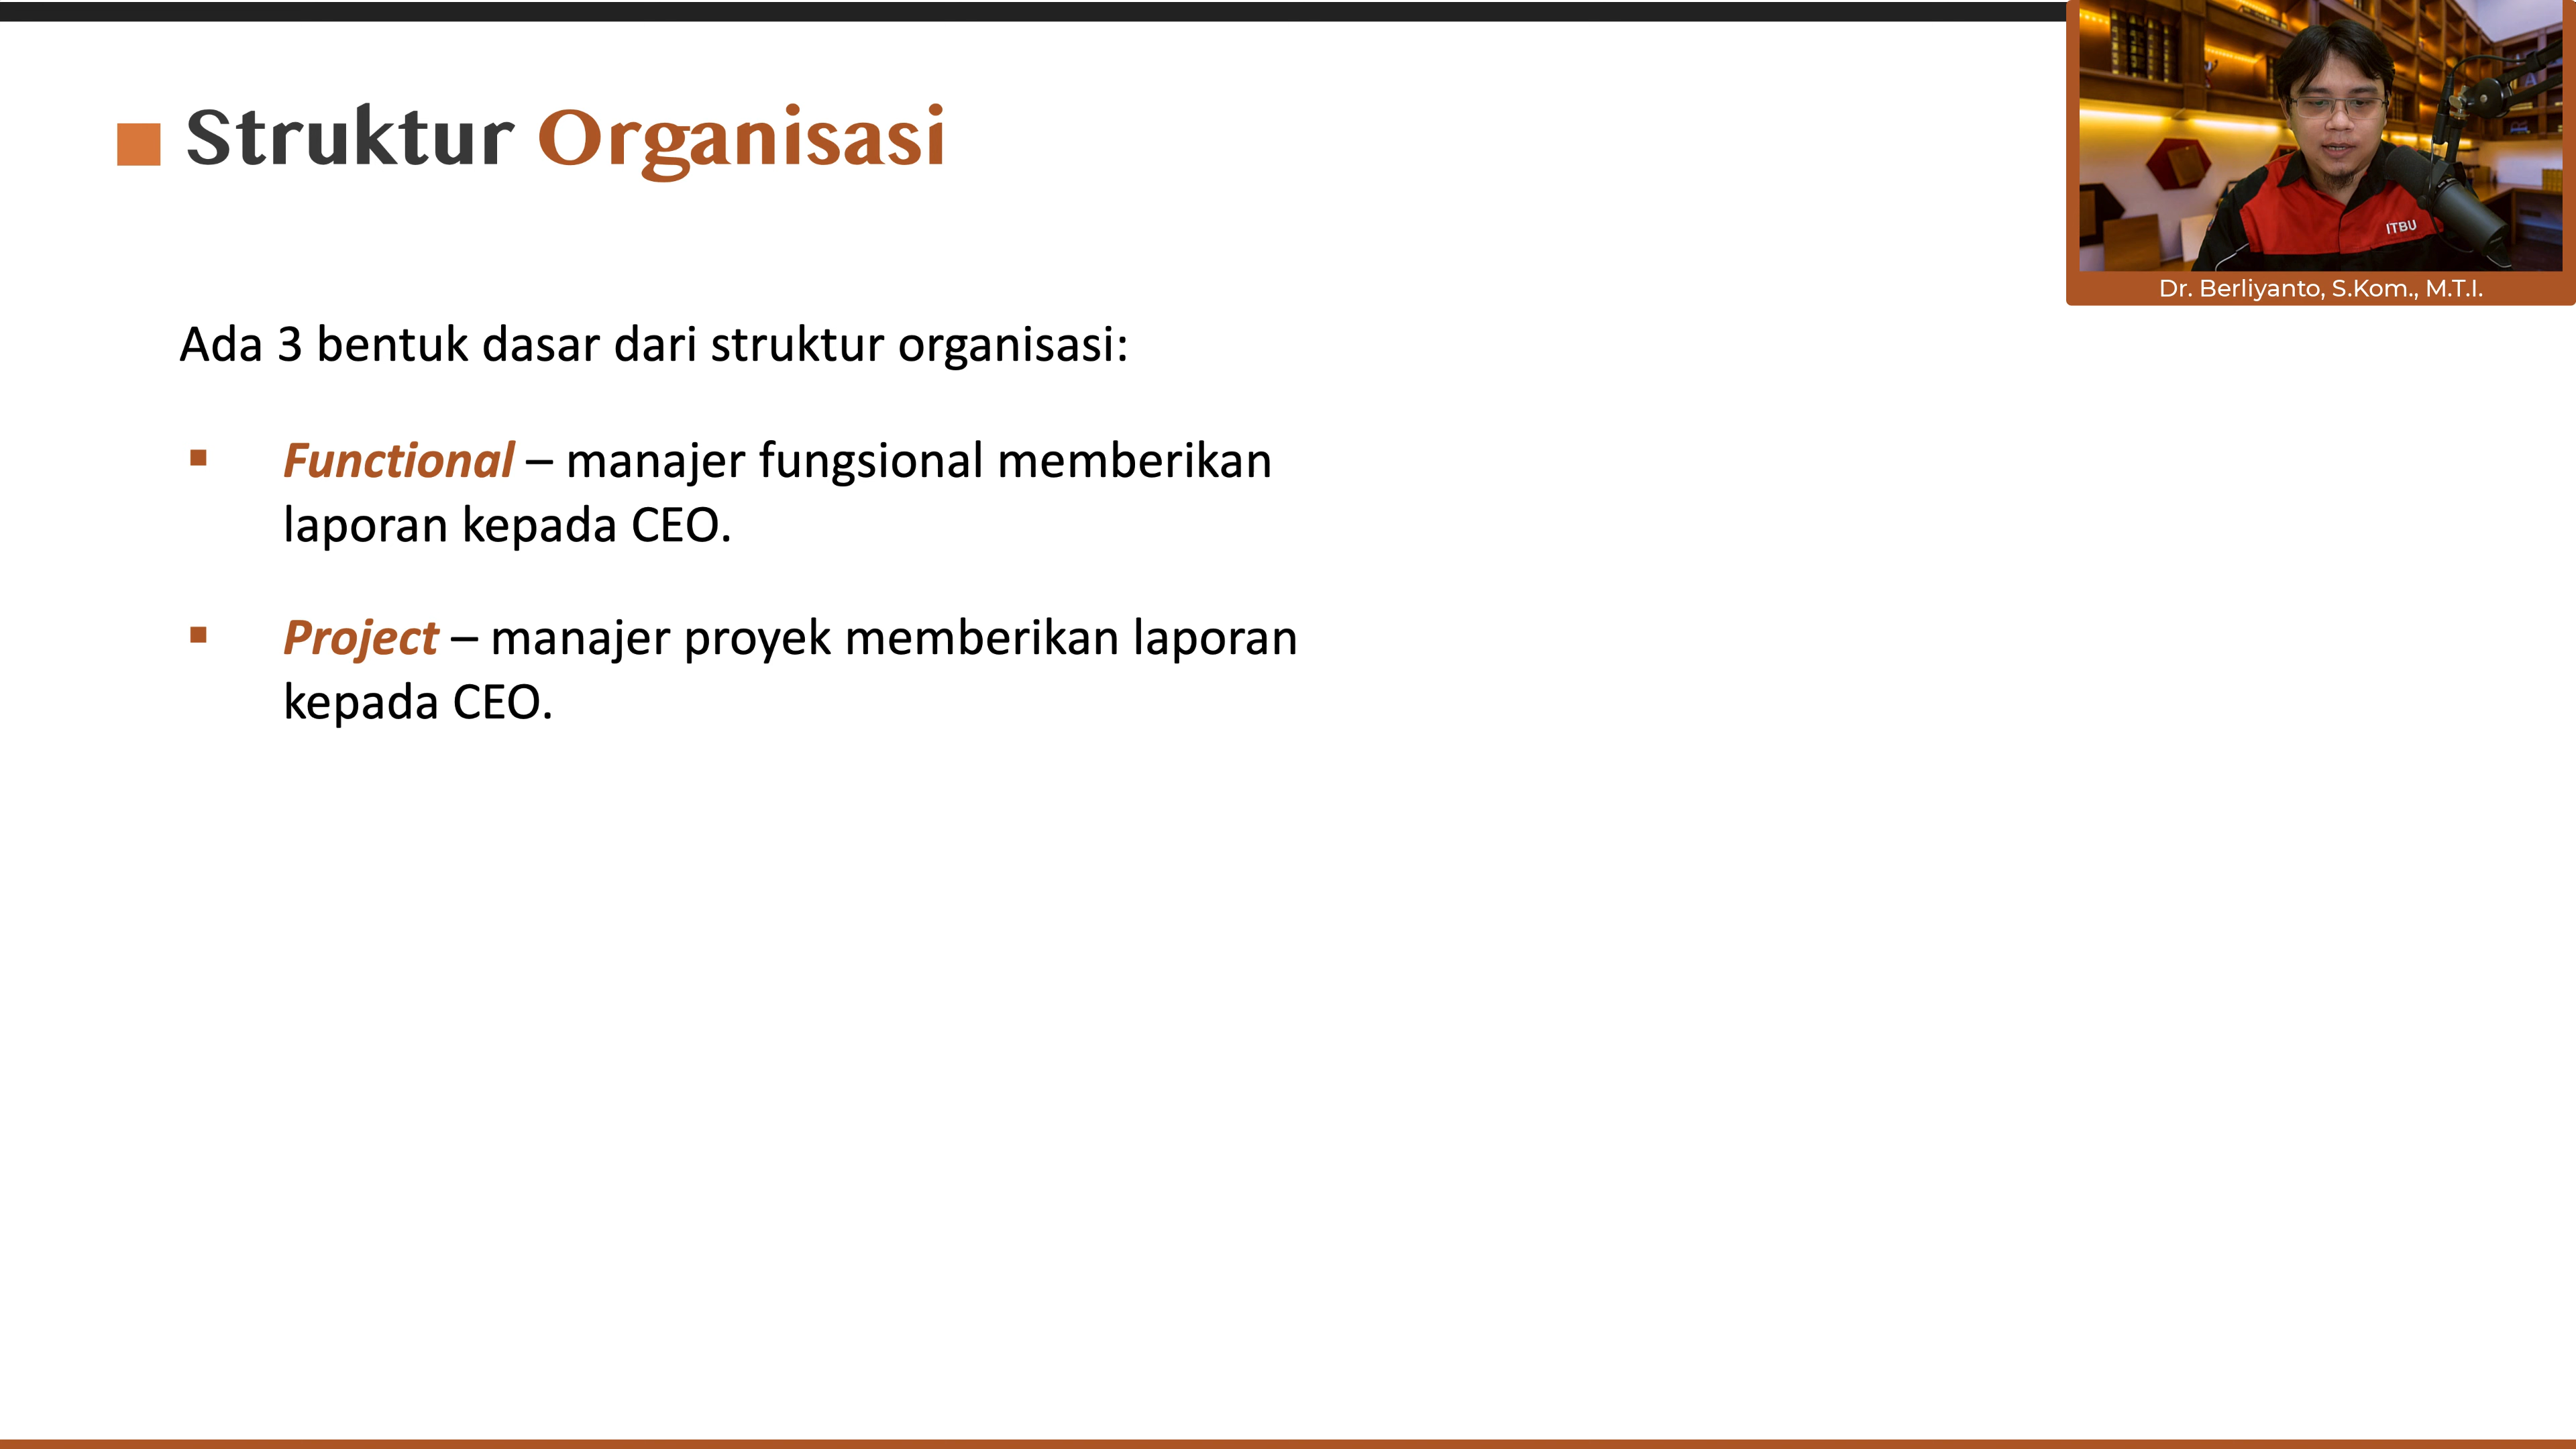 Struktur Organisasi
ITBU
Dr. Berliyanto, S.Kom., M.T.I.
Ada 3 bentuk dasar dari struktur organisasi:
▪ Functional – manajer fungsional memberikan
laporan kepada CEO.
▪ Project – manajer proyek memberikan laporan
kepada CEO.